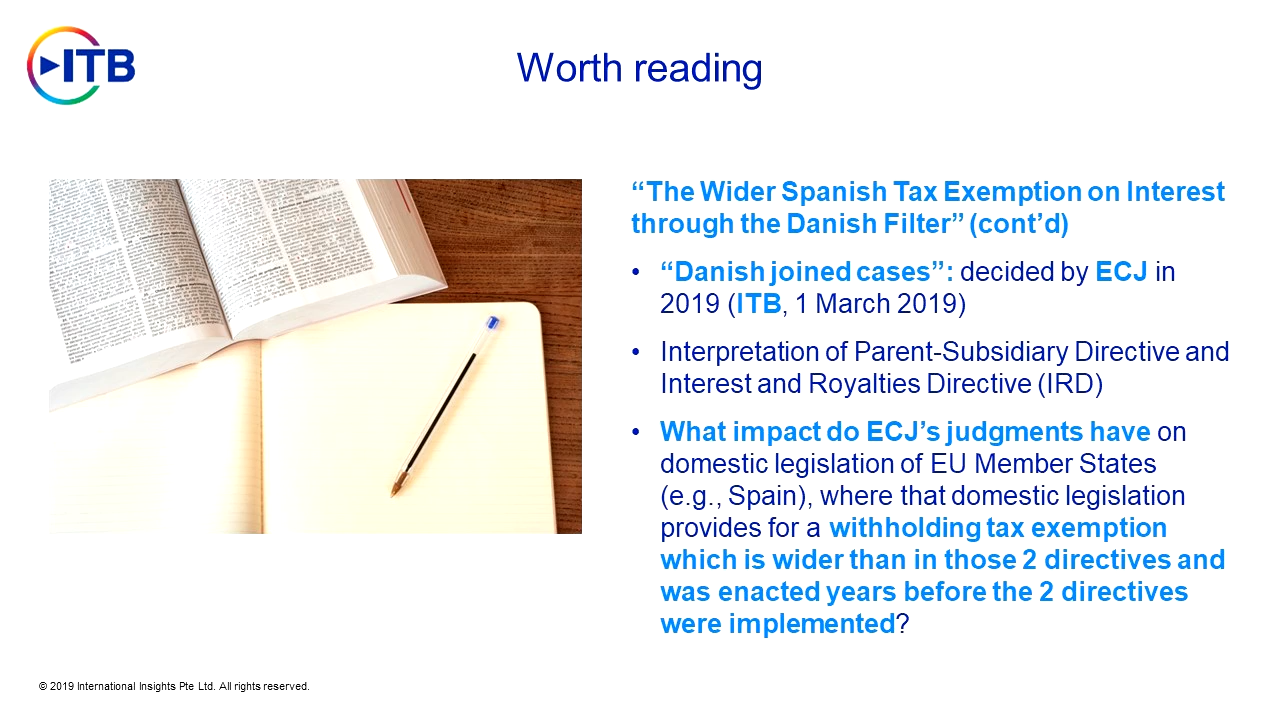 ITB
Worth reading
“The Wider Spanish Tax Exemption on Interest
through the Danish Filter” (cont’d)
• “Danish joined cases”: decided by ECJ in
2019 (ITB, 1 March 2019)
• Interpretation of Parent-Subsidiary Directive and
Interest and Royalties Directive (IRD)
• What impact do ECJ’s judgments have on
domestic legislation of EU Member States
(e.g., Spain), where that domestic legislation
provides for a withholding tax exemption
which is wider than in those 2 directives and
was enacted years before the 2 directives
were implemented?
© 2019 International Insights Pte Ltd. All rights reserved.